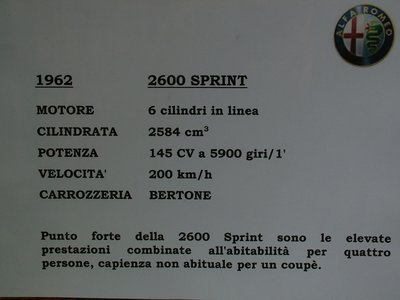 ALFA ROMEO
1962 2600 SPRINT
MOTORE 6 cilindri in linea
CILINDRATA 2584 cm³
POTENZA 145 CV a 5900 giri/1'
VELOCITA' 200 km/h
CARROZZERIA BERTONE
Punto forte della 2600 Sprint sono le elevate
prestazioni combinate all'abitabilità per quattro
persone, capienza non abituale per un coupè.